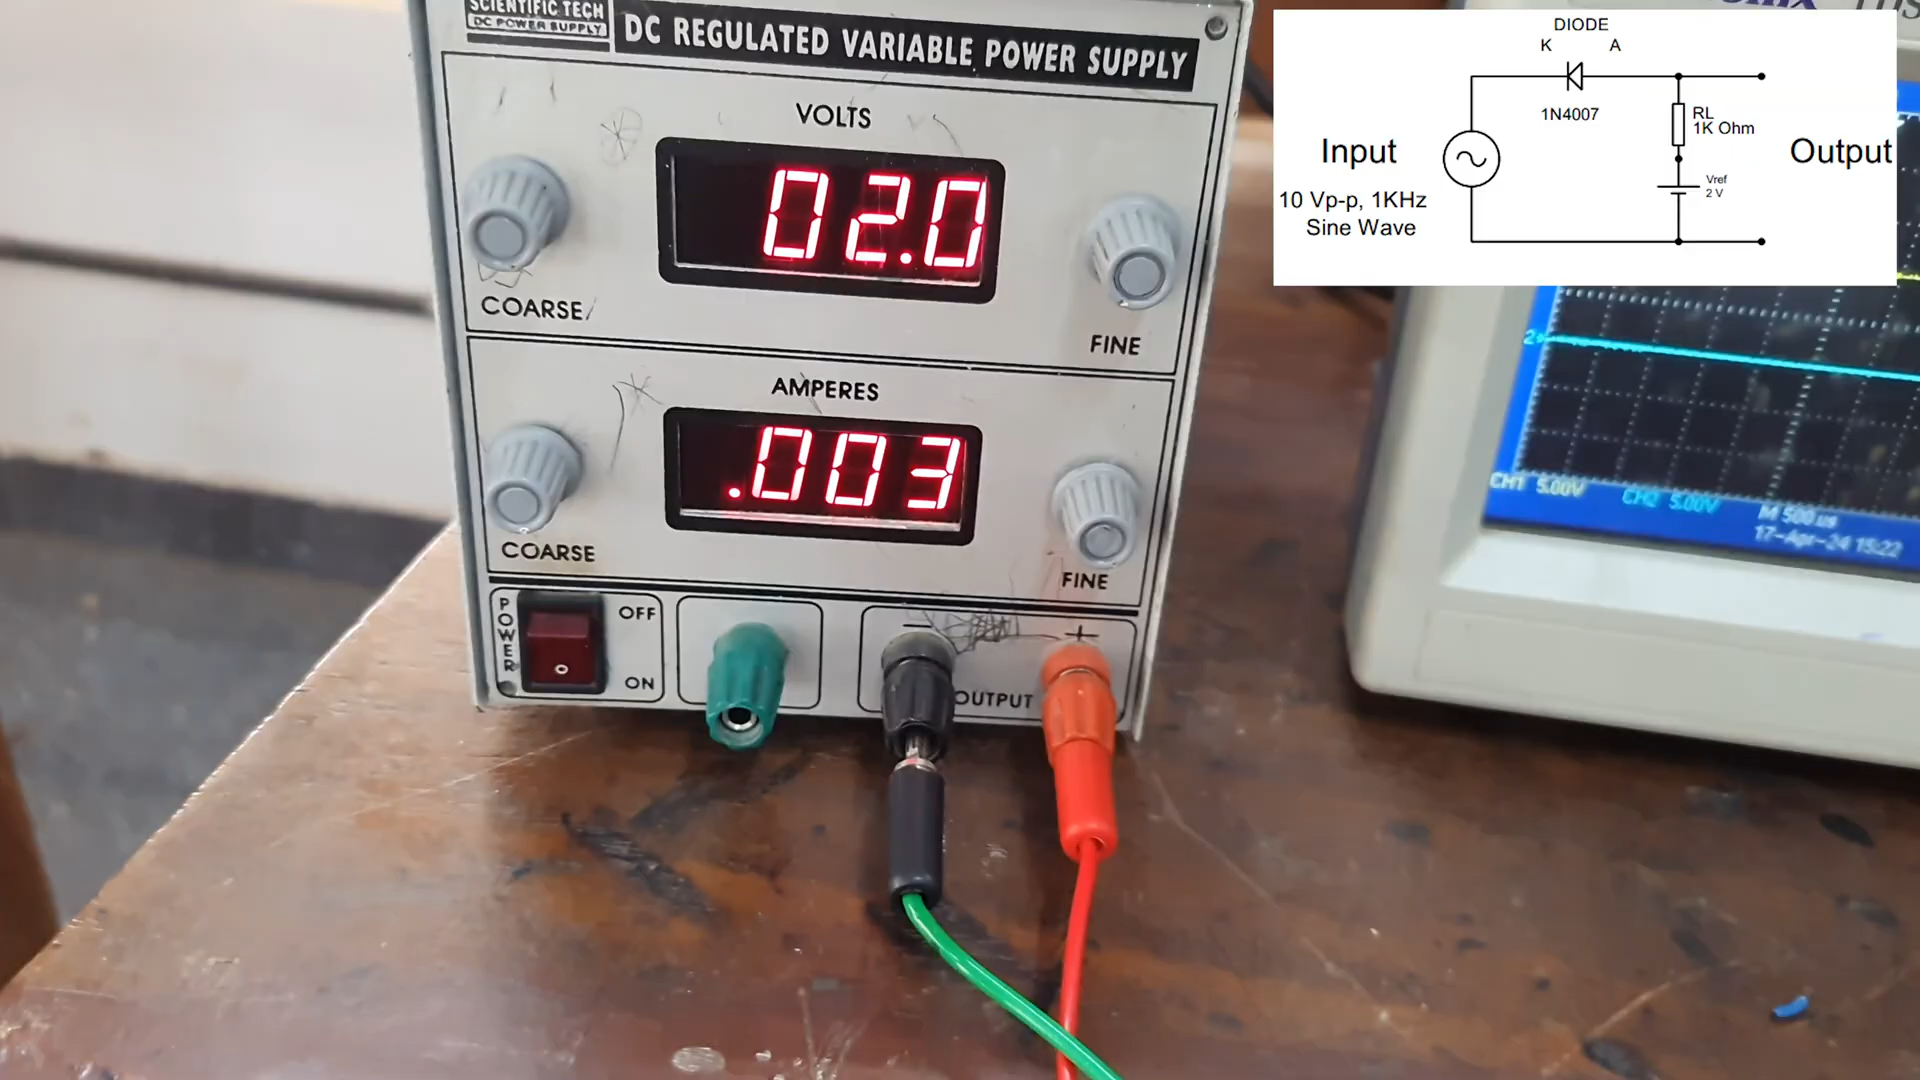 SCIENTIFIC TECH
DC POWER SUPPLY
DC REGULATED VARIABLE POWER SUPPLY
VOLTS
02.0
COARSE
FINE
AMPERES
.003
COARSE
FINE
POWER
OFF
ON
OUTPUT
DIODE
K A
1N4007
RL
1K Ohm
Vref
2 V
Input
10 Vp-p, 1KHz
Sine Wave
Output
2
CH1 5.00V
CH2 5.00V
M 500us
17-Apr-24 15:22